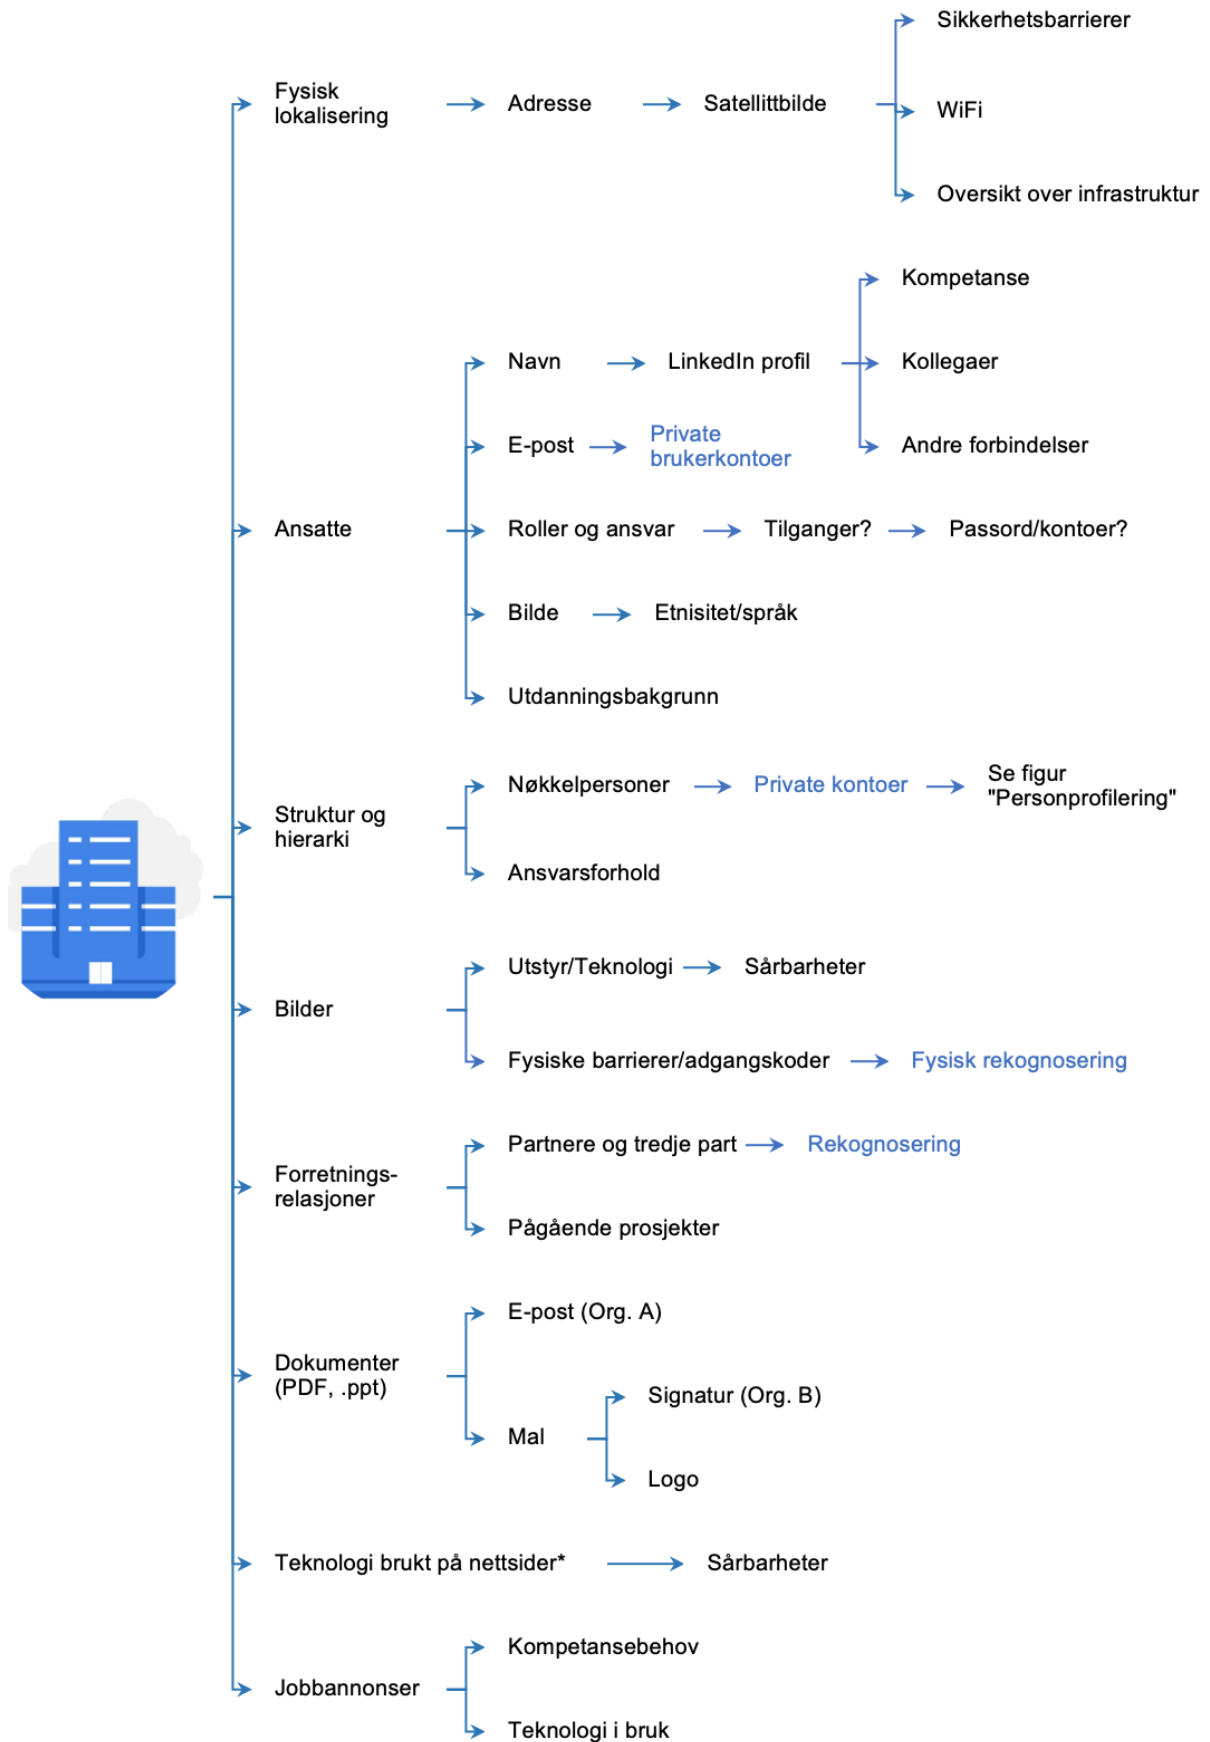 Sikkerhetsbarrierer
Fysisk
lokalisering
Adresse
Satellittbilde
WiFi
Oversikt over infrastruktur
Kompetanse
Navn
LinkedIn profil
Kollegaer
E-post
Private
brukerkontoer
Andre forbindelser
Ansatte
Roller og ansvar
Tilganger?
Passord/kontoer?
Bilde
Etnisitet/språk
Utdanningsbakgrunn
Struktur og
hierarki
Nøkkelpersoner
Private kontoer
Se figur
"Personprofilering"
Ansvarsforhold
Bilder
Utstyr/Teknologi
Sårbarheter
Fysiske barrierer/adgangskoder
Fysisk rekognosering
Forretnings-
relasjoner
Partnere og tredje part
Rekognosering
Pågående prosjekter
Dokumenter
(PDF, .ppt)
E-post (Org. A)
Mal
Signatur (Org. B)
Logo
Teknologi brukt på nettsider*
Sårbarheter
Jobbannonser
Kompetansebehov
Teknologi i bruk